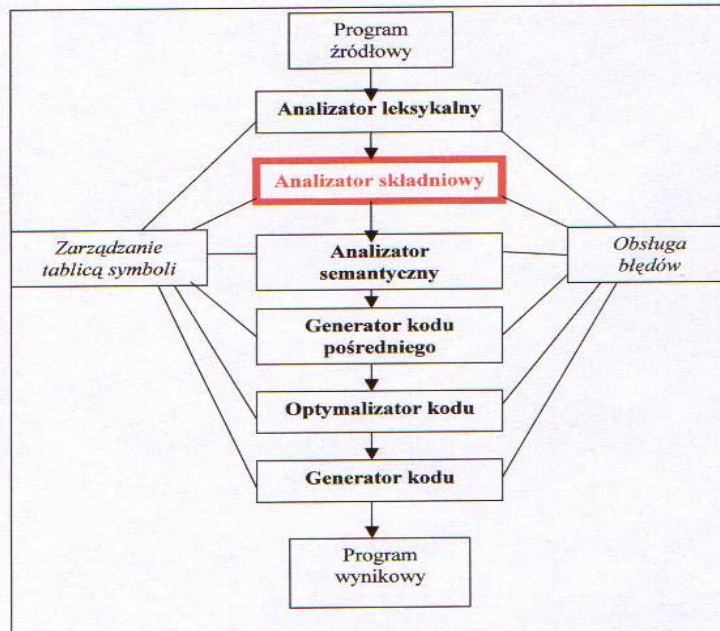 Program
źródłowy
Analizator leksykalny
Analizator składniowy
Zarządzanie
tablicą symboli
Analizator
semantyczny
Obsługa
błędów
Generator kodu
pośredniego
Optymalizator kodu
Generator kodu
Program
wynikowy